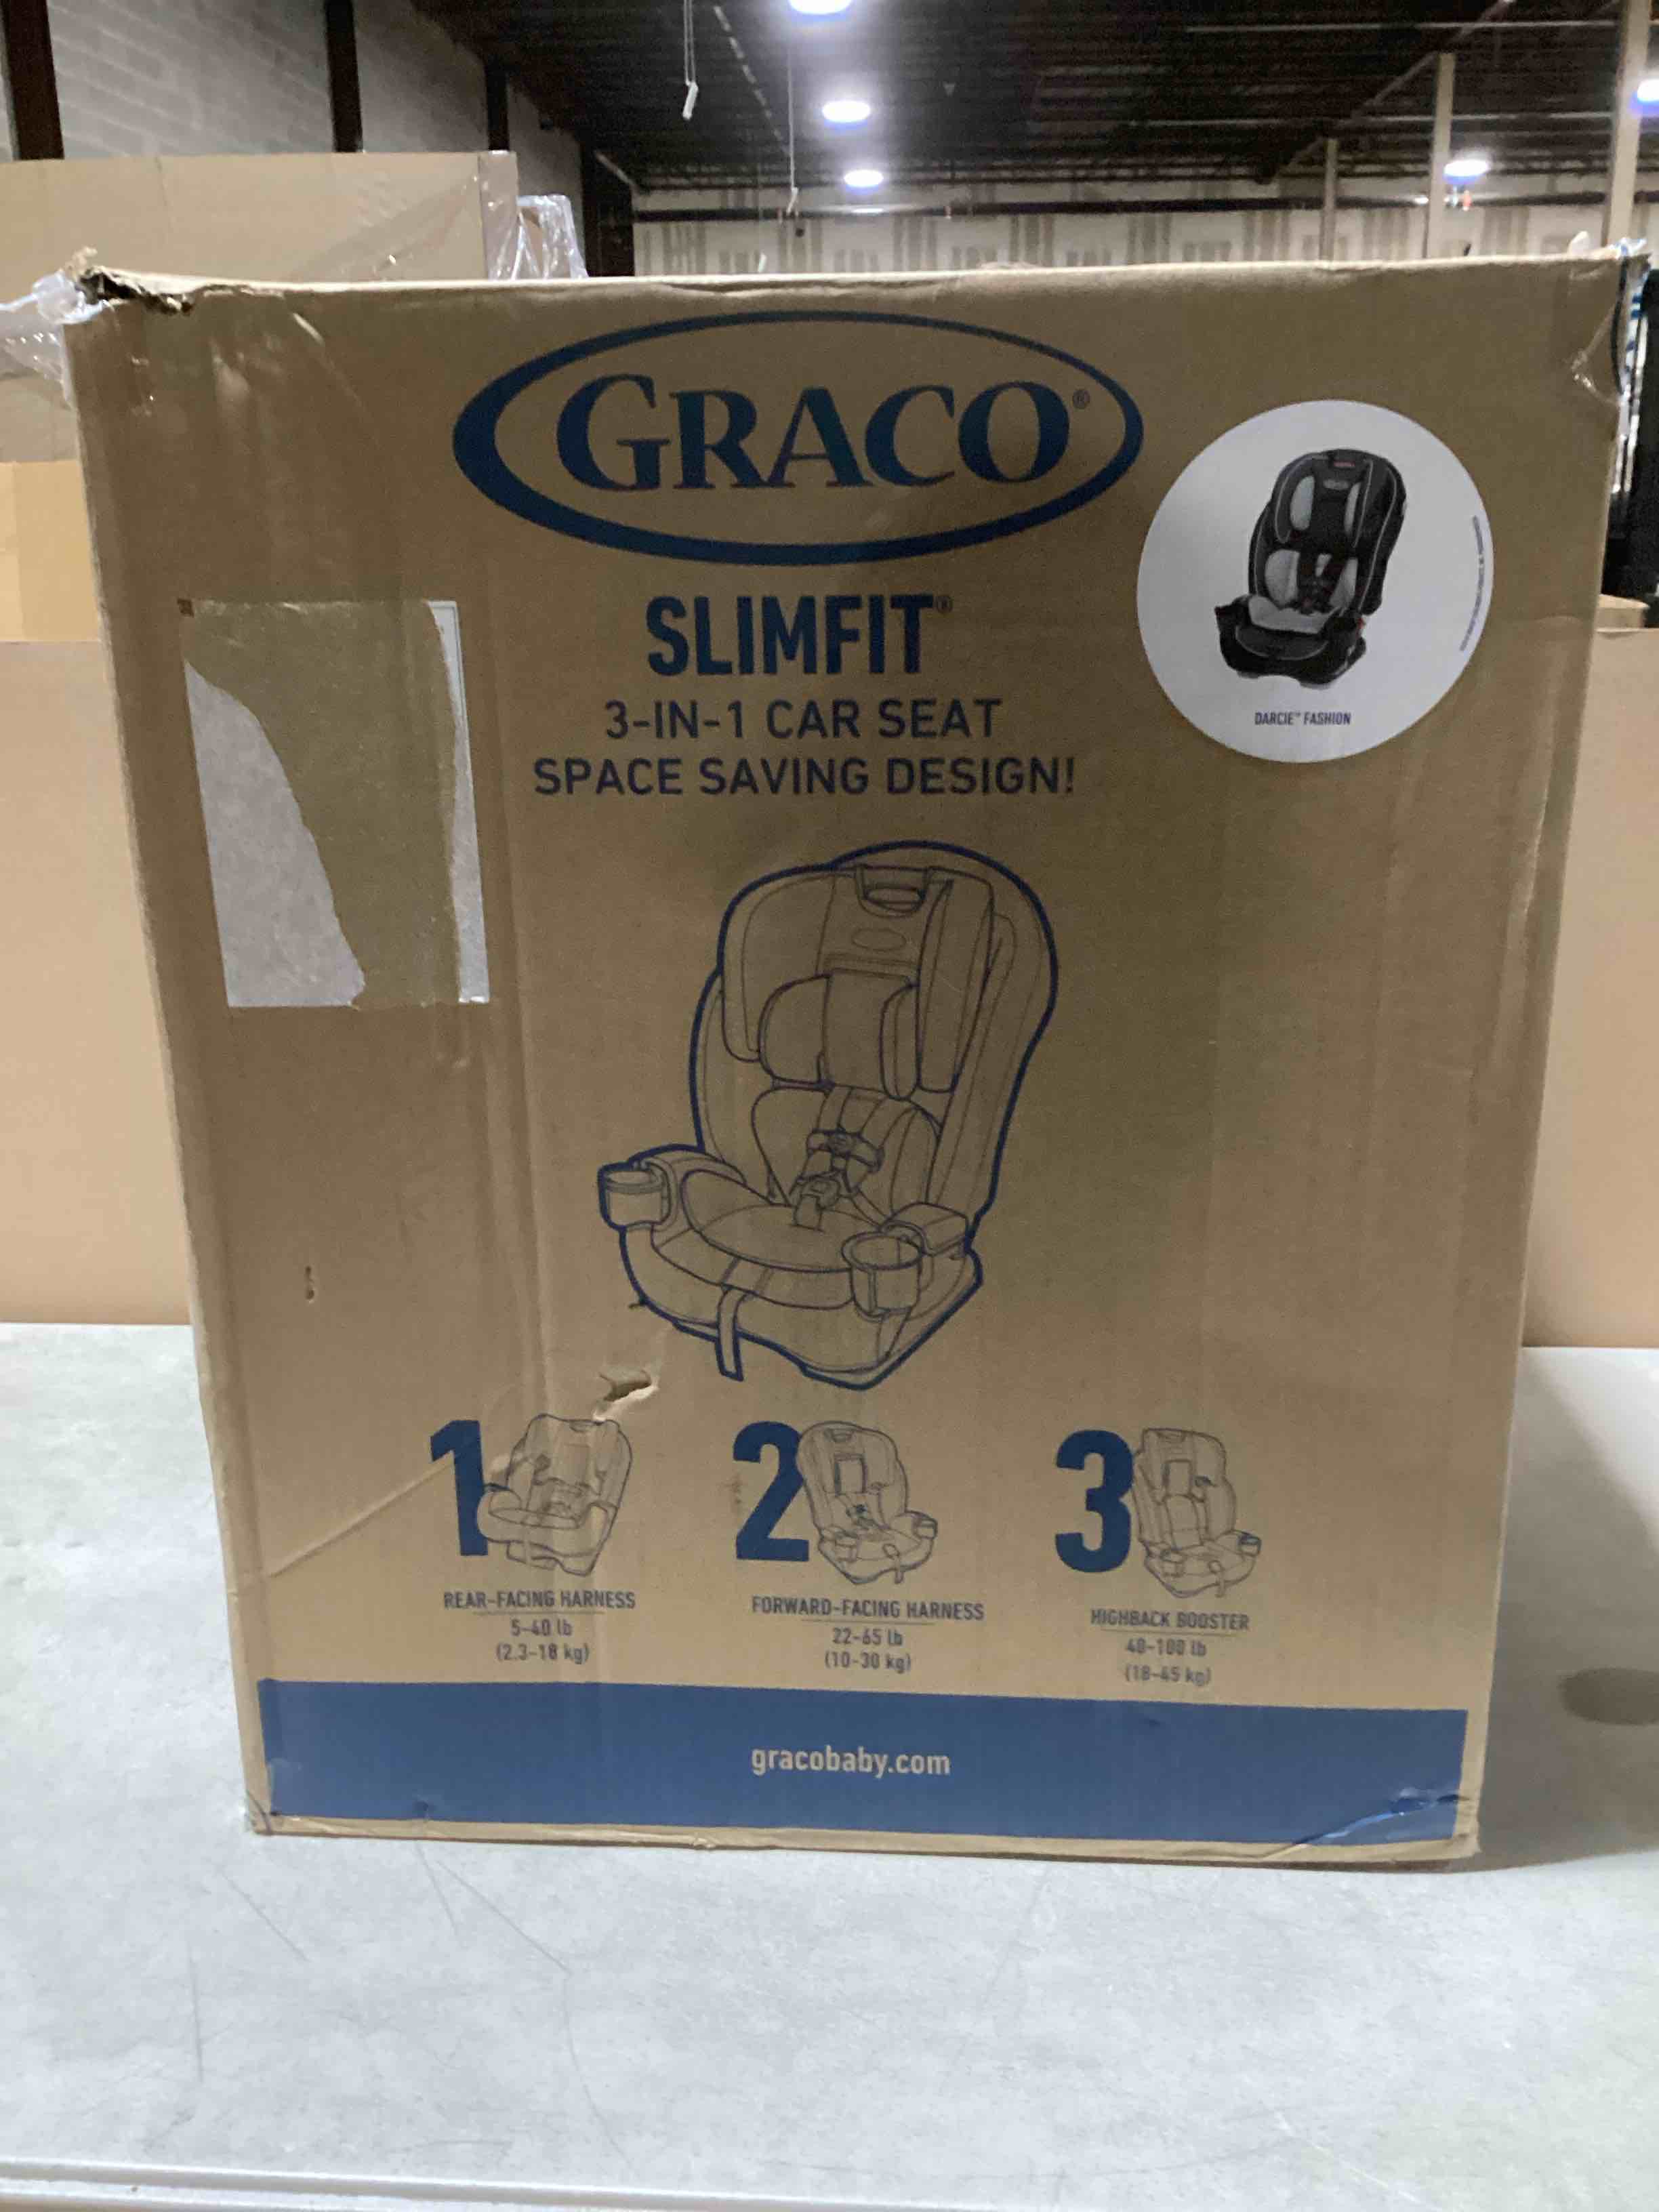 GRACO®
SLIMFIT®
3-IN-1 CAR SEAT
SPACE SAVING DESIGN!
DARCIE™ FASHION
1
REAR-FACING HARNESS
5-40 lb
(2.3-18 kg)
2
FORWARD-FACING HARNESS
22-65 lb
(10-30 kg)
3
HIGHBACK BOOSTER
40-100 lb
(18-45 kg)
gracobaby.com